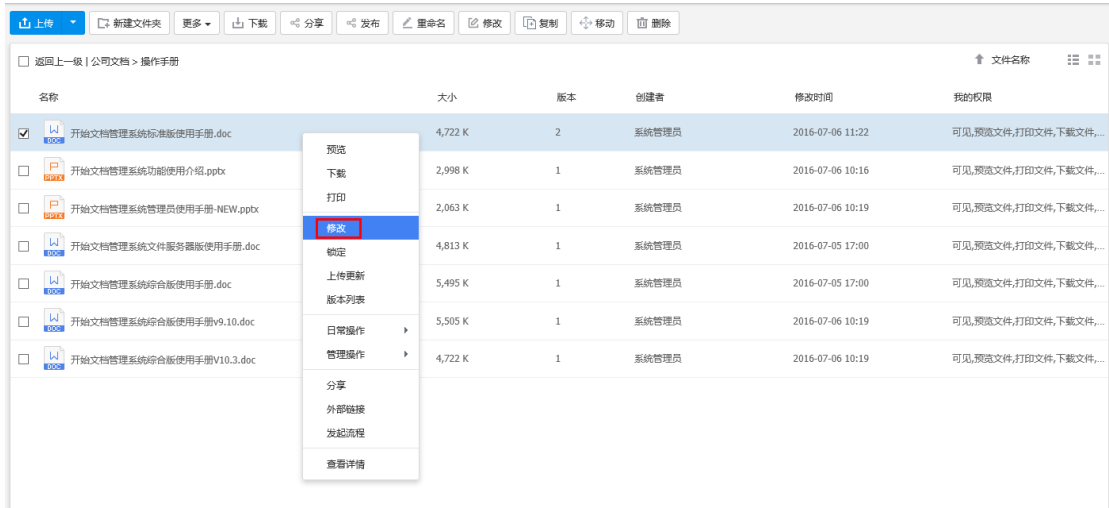 上传 新建文件夹 更多 下载 分享 发布 重命名 修改 复制 移动 删除
返回上一级 | 公司文档 > 操作手册 文件名称
名称 大小 版本 创建者 修改时间 我的权限
DOC 开始文档管理系统标准版使用手册.doc 4,722 K 2 系统管理员 2016-07-06 11:22 可见,预览文件,打印文件,下载文件,...
PPTX 开始文档管理系统功能使用介绍.pptx 2,998 K 1 系统管理员 2016-07-06 10:16 可见,预览文件,打印文件,下载文件,...
PPTX 开始文档管理系统管理员使用手册-NEW.pptx 2,063 K 1 系统管理员 2016-07-06 10:19 可见,预览文件,打印文件,下载文件,...
DOC 开始文档管理系统文件服务器版使用手册.doc 4,813 K 1 系统管理员 2016-07-05 17:00 可见,预览文件,打印文件,下载文件,...
DOC 开始文档管理系统综合版使用手册.doc 5,495 K 1 系统管理员 2016-07-05 17:00 可见,预览文件,打印文件,下载文件,...
DOC 开始文档管理系统综合版使用手册v9.10.doc 5,505 K 1 系统管理员 2016-07-06 10:19 可见,预览文件,打印文件,下载文件,...
DOC 开始文档管理系统综合版使用手册V10.3.doc 4,722 K 1 系统管理员 2016-07-06 10:19 可见,预览文件,打印文件,下载文件,...
预览
下载
打印
修改
锁定
上传更新
版本列表
日常操作
管理操作
分享
外部链接
发起流程
查看详情